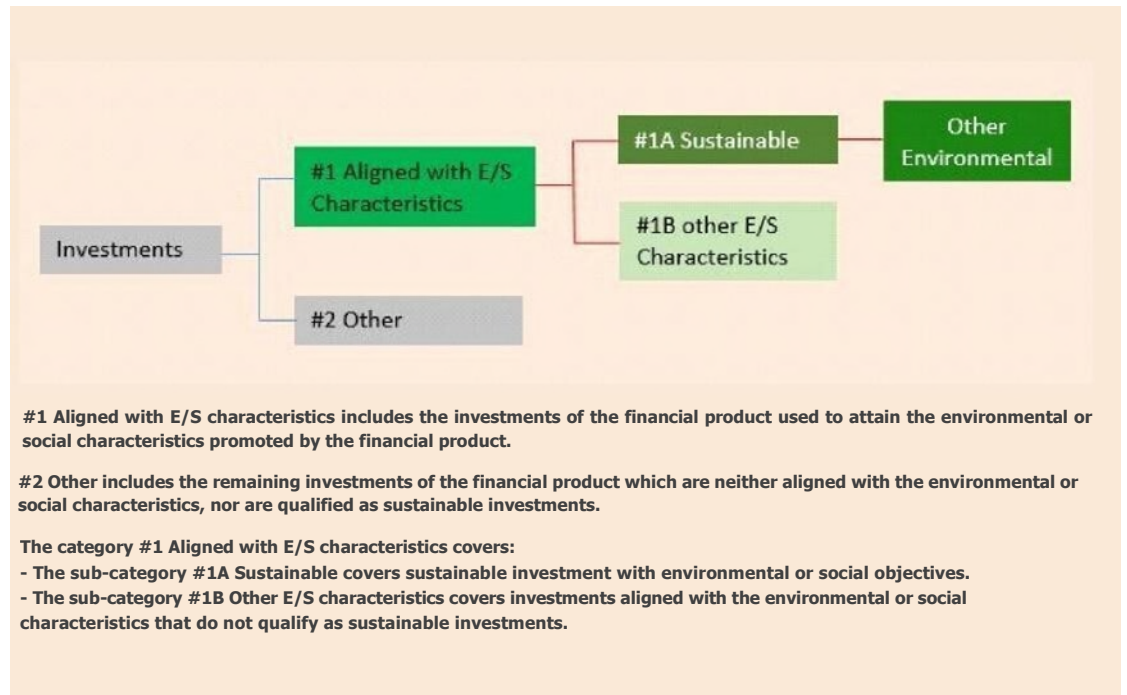 Other
Environmental
#1A Sustainable
#1 Aligned with E/S
Characteristics
#1B other E/S
Characteristics
Investments
#2 Other
#1 Aligned with E/S characteristics includes the investments of the financial product used to attain the environmental or
social characteristics promoted by the financial product.
#2 Other includes the remaining investments of the financial product which are neither aligned with the environmental or
social characteristics, nor are qualified as sustainable investments.
The category #1 Aligned with E/S characteristics covers:
- The sub-category #1A Sustainable covers sustainable investment with environmental or social objectives.
- The sub-category #1B Other E/S characteristics covers investments aligned with the environmental or social
characteristics that do not qualify as sustainable investments.